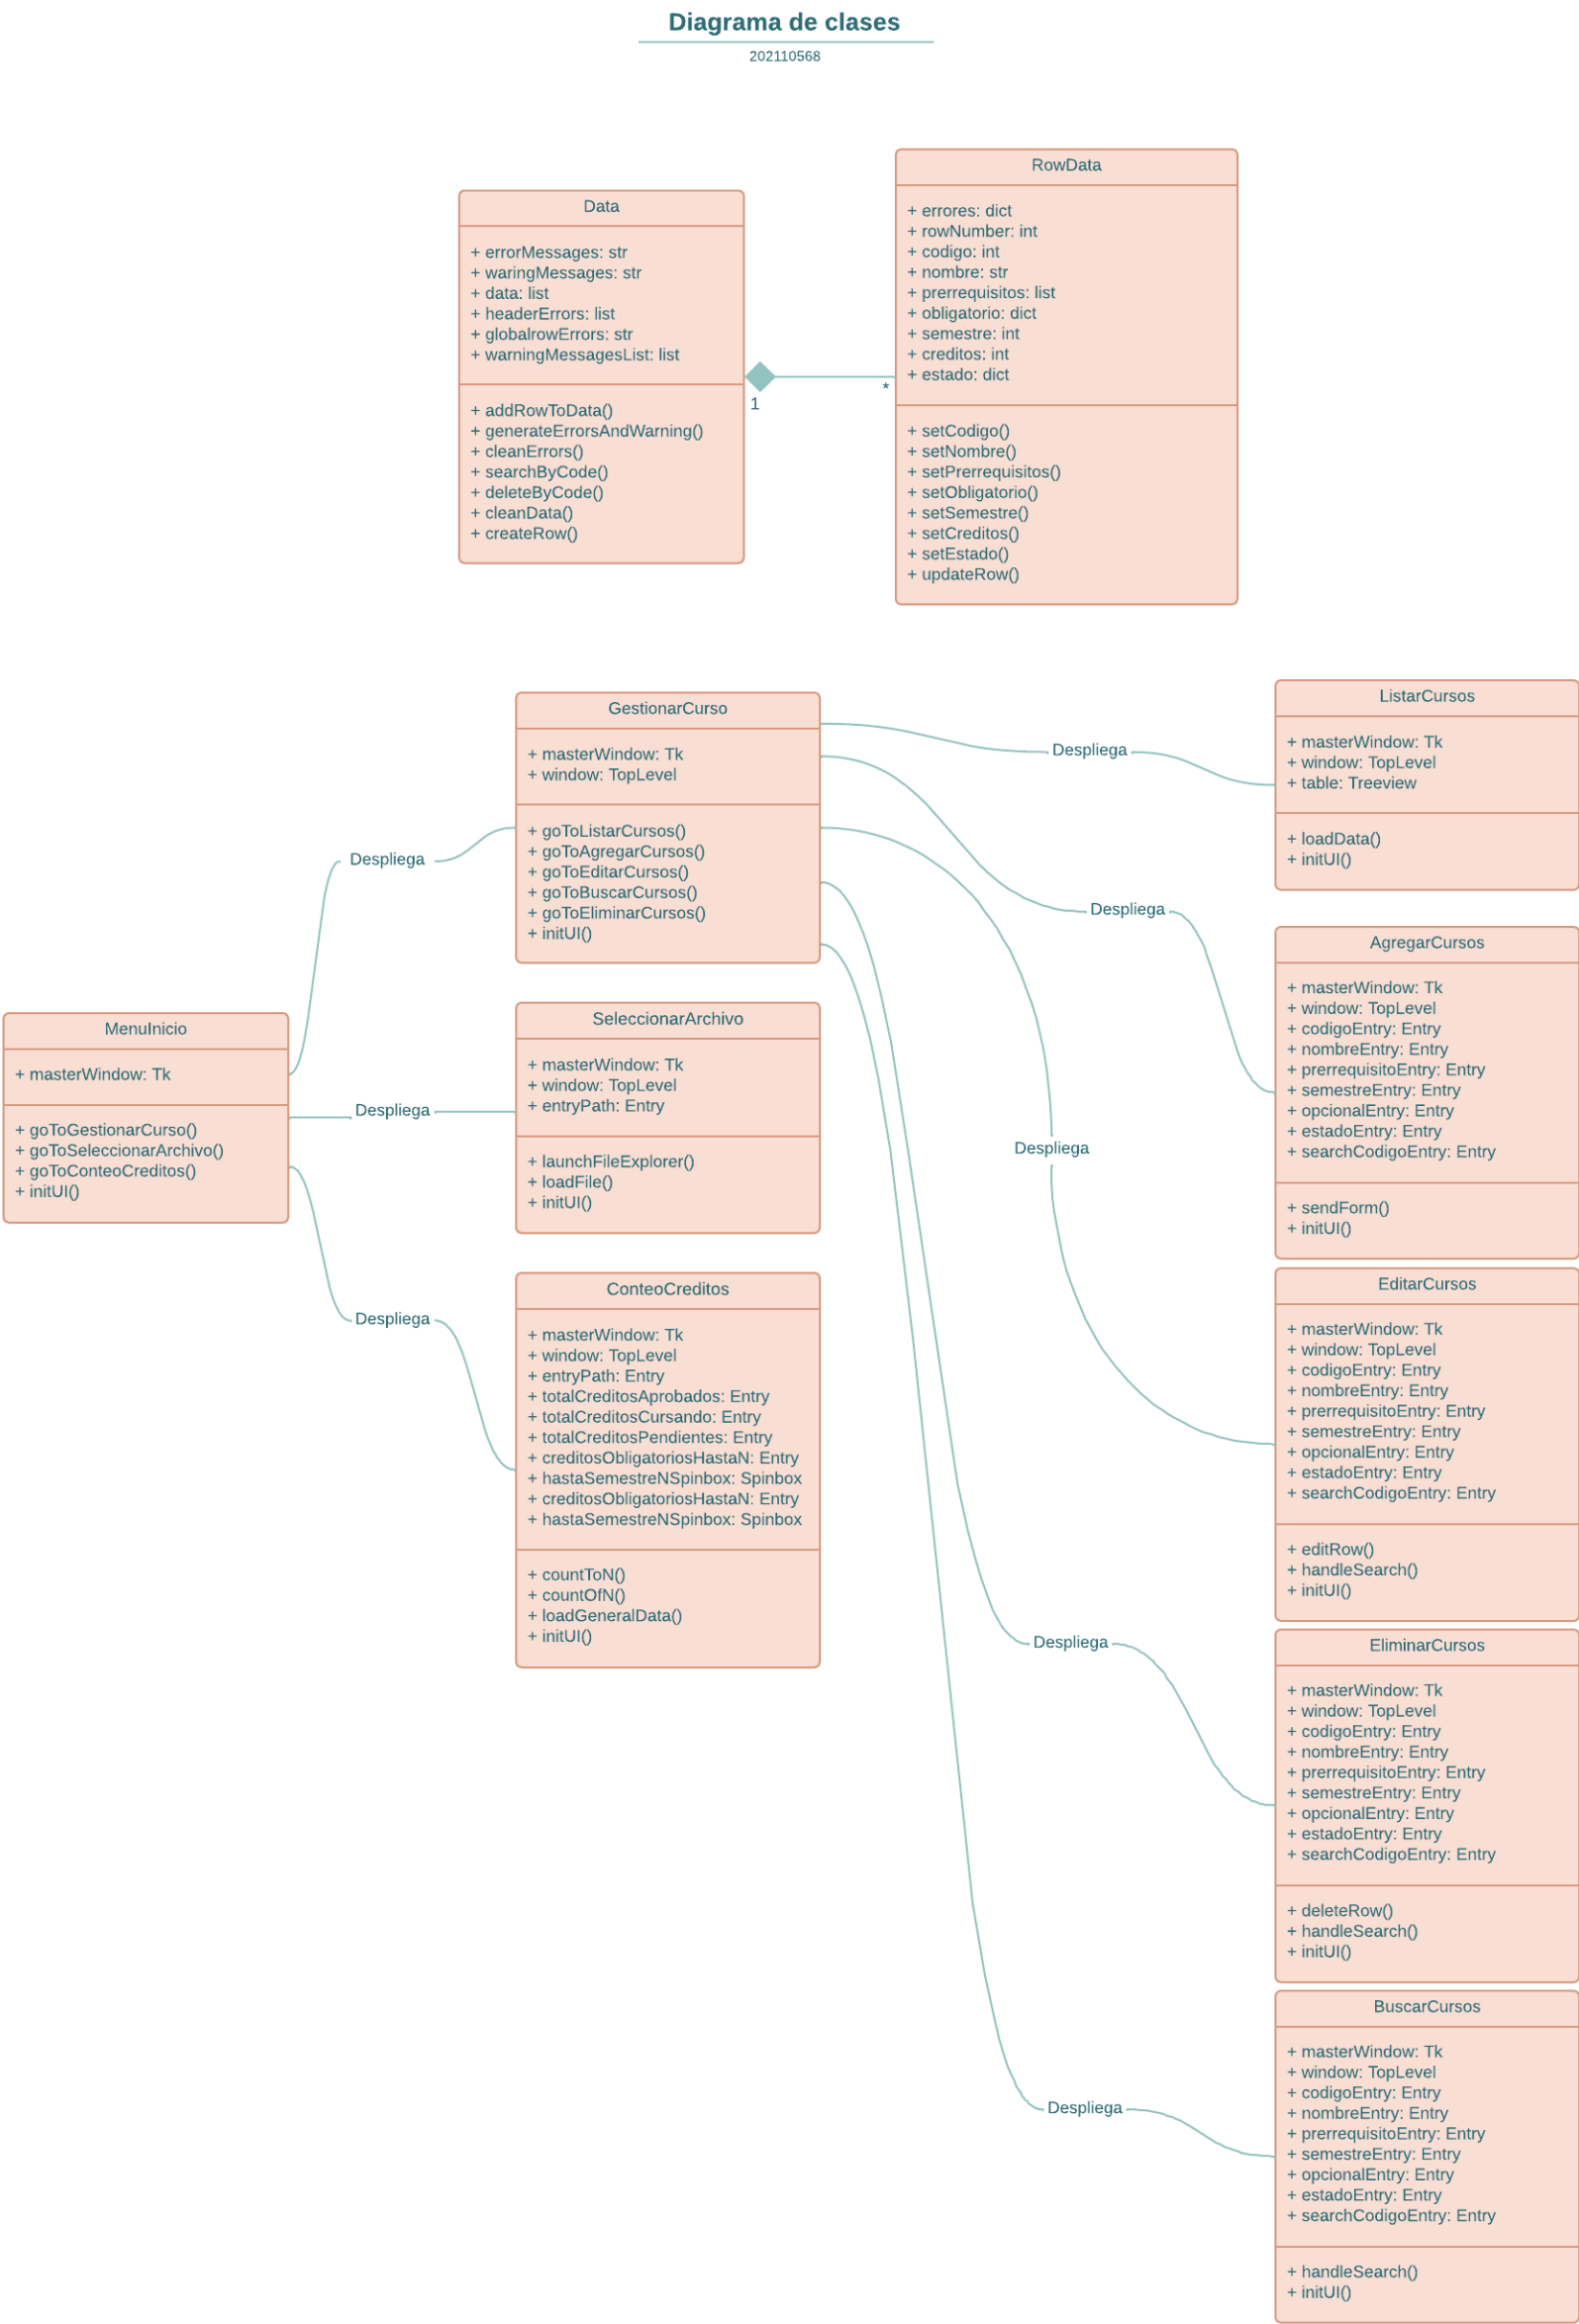 Diagrama de clases
202110568
Data
+ errorMessages: str
+ waringMessages: str
+ data: list
+ headerErrors: list
+ globalrowErrors: str
+ warningMessagesList: list
+ addRowToData()
+ generateErrorsAndWarning()
+ cleanErrors()
+ searchByCode()
+ deleteByCode()
+ cleanData()
+ createRow()
1
*
RowData
+ errores: dict
+ rowNumber: int
+ codigo: int
+ nombre: str
+ prerrequisitos: list
+ obligatorio: dict
+ semestre: int
+ creditos: int
+ estado: dict
+ setCodigo()
+ setNombre()
+ setPrerrequisitos()
+ setObligatorio()
+ setSemestre()
+ setCreditos()
+ setEstado()
+ updateRow()
MenuInicio
+ masterWindow: Tk
+ goToGestionarCurso()
+ goToSeleccionarArchivo()
+ goToConteoCreditos()
+ initUI()
Despliega
Despliega
Despliega
GestionarCurso
+ masterWindow: Tk
+ window: TopLevel
+ goToListarCursos()
+ goToAgregarCursos()
+ goToEditarCursos()
+ goToBuscarCursos()
+ goToEliminarCursos()
+ initUI()
SeleccionarArchivo
+ masterWindow: Tk
+ window: TopLevel
+ entryPath: Entry
+ launchFileExplorer()
+ loadFile()
+ initUI()
ConteoCreditos
+ masterWindow: Tk
+ window: TopLevel
+ entryPath: Entry
+ totalCreditosAprobados: Entry
+ totalCreditosCursando: Entry
+ totalCreditosPendientes: Entry
+ creditosObligatoriosHastaN: Entry
+ hastaSemestreNSpinbox: Spinbox
+ creditosObligatoriosHastaN: Entry
+ hastaSemestreNSpinbox: Spinbox
+ countToN()
+ countOfN()
+ loadGeneralData()
+ initUI()
Despliega
Despliega
Despliega
Despliega
Despliega
ListarCursos
+ masterWindow: Tk
+ window: TopLevel
+ table: Treeview
+ loadData()
+ initUI()
AgregarCursos
+ masterWindow: Tk
+ window: TopLevel
+ codigoEntry: Entry
+ nombreEntry: Entry
+ prerrequisitoEntry: Entry
+ semestreEntry: Entry
+ opcionalEntry: Entry
+ estadoEntry: Entry
+ searchCodigoEntry: Entry
+ sendForm()
+ initUI()
EditarCursos
+ masterWindow: Tk
+ window: TopLevel
+ codigoEntry: Entry
+ nombreEntry: Entry
+ prerrequisitoEntry: Entry
+ semestreEntry: Entry
+ opcionalEntry: Entry
+ estadoEntry: Entry
+ searchCodigoEntry: Entry
+ editRow()
+ handleSearch()
+ initUI()
EliminarCursos
+ masterWindow: Tk
+ window: TopLevel
+ codigoEntry: Entry
+ nombreEntry: Entry
+ prerrequisitoEntry: Entry
+ semestreEntry: Entry
+ opcionalEntry: Entry
+ estadoEntry: Entry
+ searchCodigoEntry: Entry
+ deleteRow()
+ handleSearch()
+ initUI()
BuscarCursos
+ masterWindow: Tk
+ window: TopLevel
+ codigoEntry: Entry
+ nombreEntry: Entry
+ prerrequisitoEntry: Entry
+ semestreEntry: Entry
+ opcionalEntry: Entry
+ estadoEntry: Entry
+ searchCodigoEntry: Entry
+ handleSearch()
+ initUI()